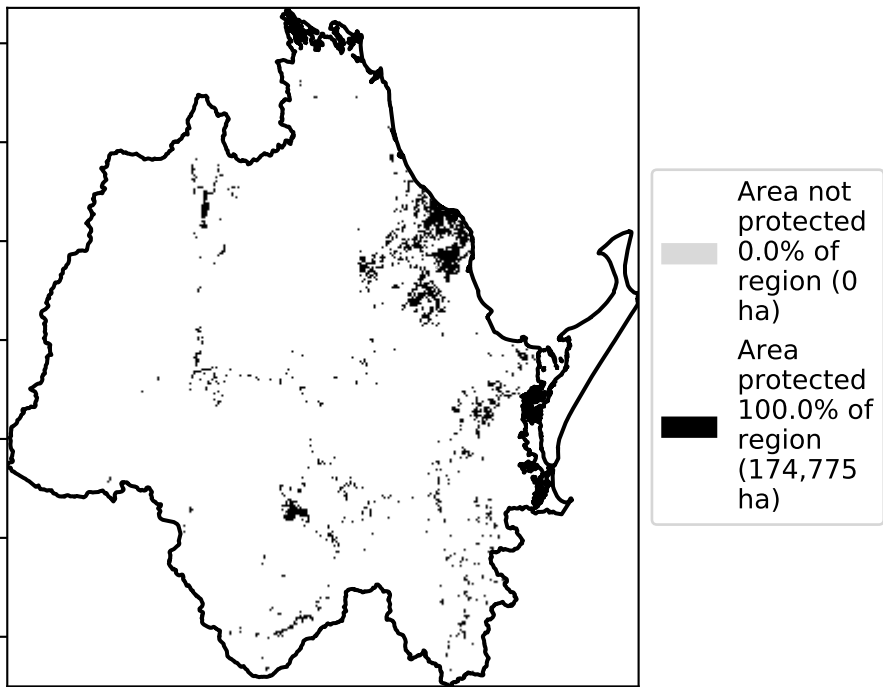 Area not
protected
0.0% of
region (0
ha)
Area
protected
100.0% of
region
(174,775
ha)